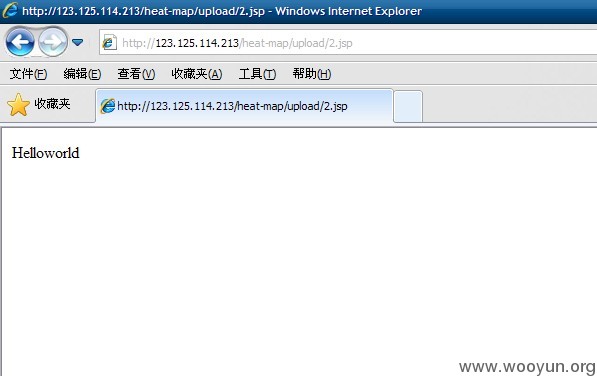 http://123.125.114.213/heat-map/upload/2.jsp - Windows Internet Explorer
http://123.125.114.213/heat-map/upload/2.jsp
文件(F) 编辑(E) 查看(V) 收藏夹(A) 工具(T) 帮助(H)
收藏夹 http://123.125.114.213/heat-map/upload/2.jsp
Helloworld
www.wooyun.org